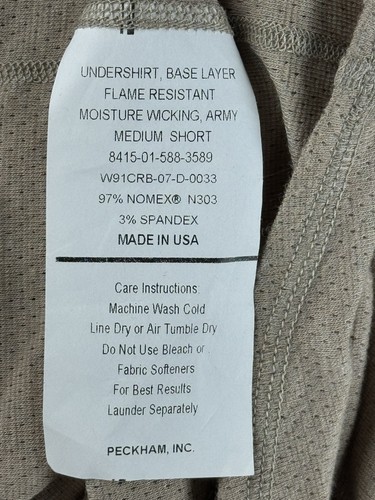 UNDERSHIRT, BASE LAYER
FLAME RESISTANT
MOISTURE WICKING, ARMY
MEDIUM SHORT
8415-01-588-3589
W91CRB-07-D-0033
97% NOMEX® N303
3% SPANDEX
MADE IN USA
Care Instructions:
Machine Wash Cold
Line Dry or Air Tumble Dry
Do Not Use Bleach or
Fabric Softeners
For Best Results
Launder Separately
PECKHAM, INC.